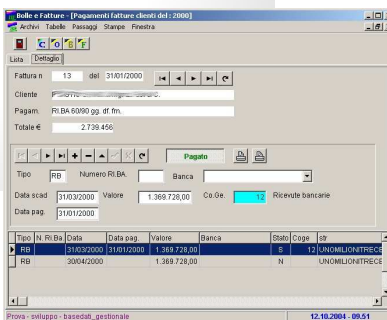 Bolle e Fatture - [Pagamenti fatture clienti del : 2000]
Archivi Tabelle Passaggi Stampe Finestra
C O S F
Lista Dettaglio
Fattura n 13 del 31/01/2000
Cliente
Pagam. RI.BA 60/90 gg. df. fm.
Totale € 2.739.456
Pagato
Tipo RB Numero RI.BA. Banca
Data scad 31/03/2000 Valore 1.369.728,00 Co.Ge. 12 Ricevute bancarie
Data pag. 31/01/2000
Tipo N. Ri.Ba. Data Data pag. Valore Banca Stato Coge str
RB 31/03/2000 31/01/2000 1.369.728,00 S 12 UNOMILIONITRECE
RB 30/04/2000 1.369.728,00 N UNOMILIONITRECE
Prova - sviluppo - basedati_gestionale 12.10.2004 - 09.51